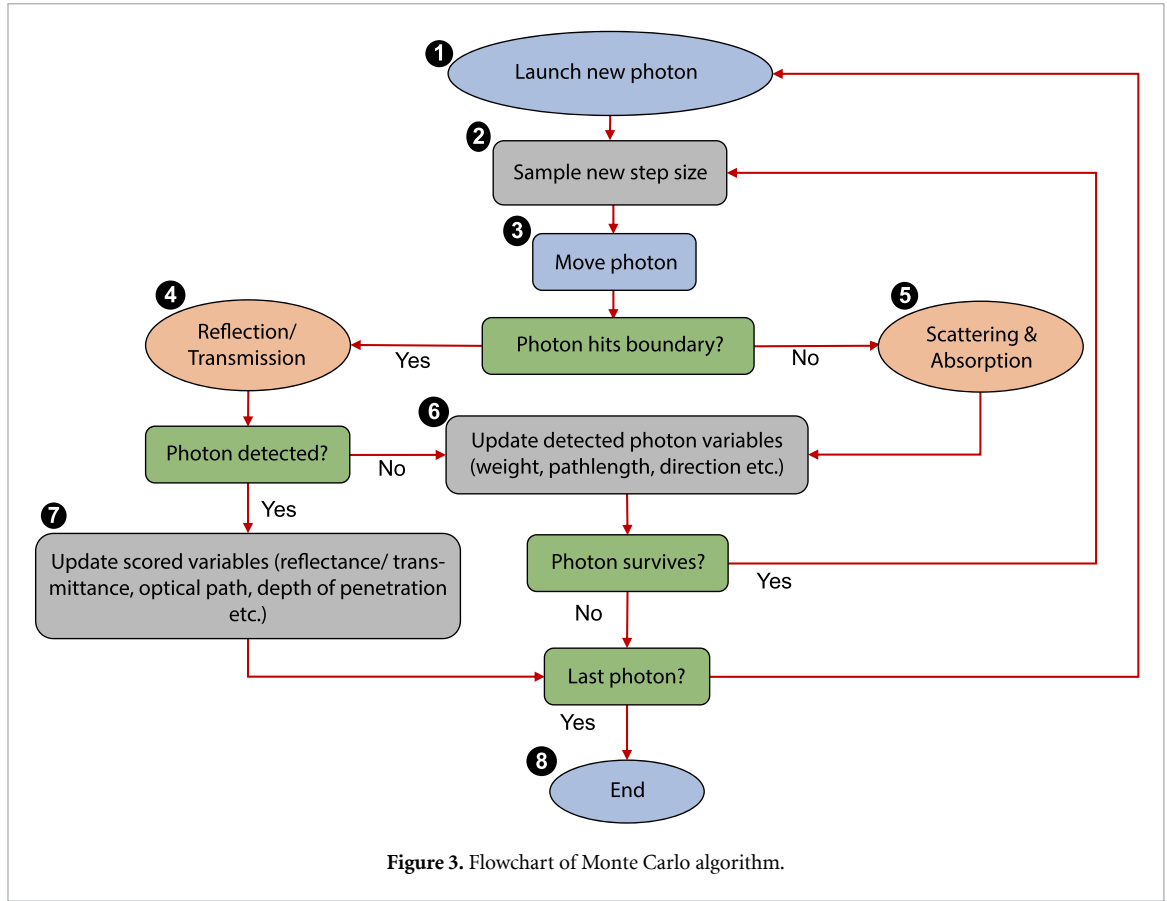 1
Launch new photon
2
Sample new step size
3
Move photon
4
Reflection/
Transmission
Yes
Photon hits boundary?
No
5
Scattering &
Absorption
Photon detected?
No
6
Update detected photon variables
(weight, pathlength, direction etc.)
Yes
7
Update scored variables (reflectance/ trans-
mittance, optical path, depth of penetration
etc.)
Photon survives?
Yes
No
Last photon?
Yes
8
End
Figure 3. Flowchart of Monte Carlo algorithm.